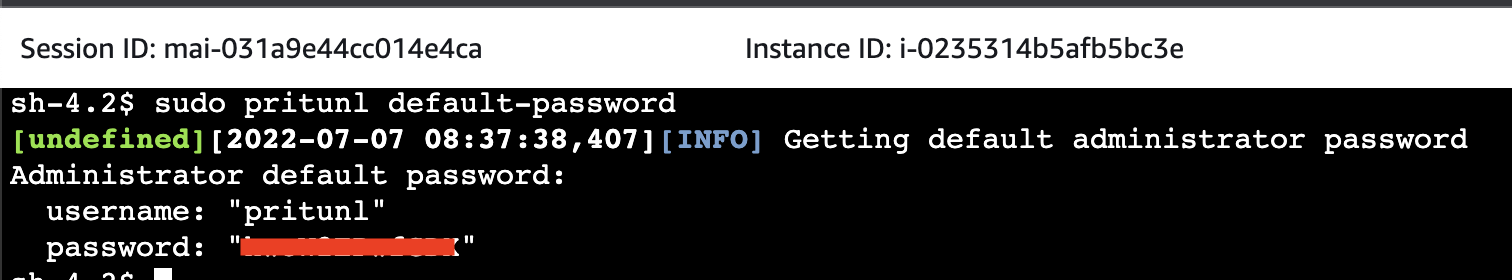 Session ID: mai-031a9e44cc014e4ca Instance ID: i-0235314b5afb5bc3e
sh-4.2$ sudo pritunl default-password
[undefined][2022-07-07 08:37:38,407][INFO] Getting default administrator password
Administrator default password:
  username: "pritunl"
  password: " "
sh-4.2$